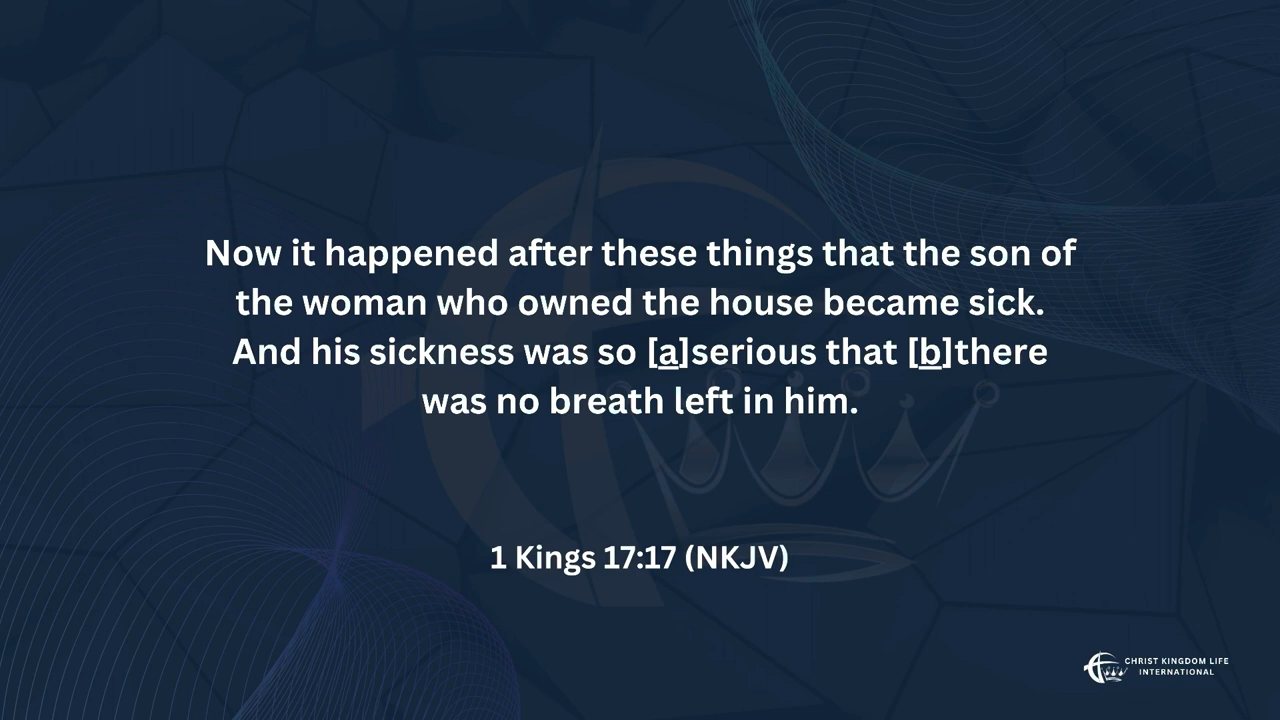 Now it happened after these things that the son of
the woman who owned the house became sick.
And his sickness was so [a]serious that [b]there
was no breath left in him.
1 Kings 17:17 (NKJV)
CHRIST KINGDOM LIFE
INTERNATIONAL